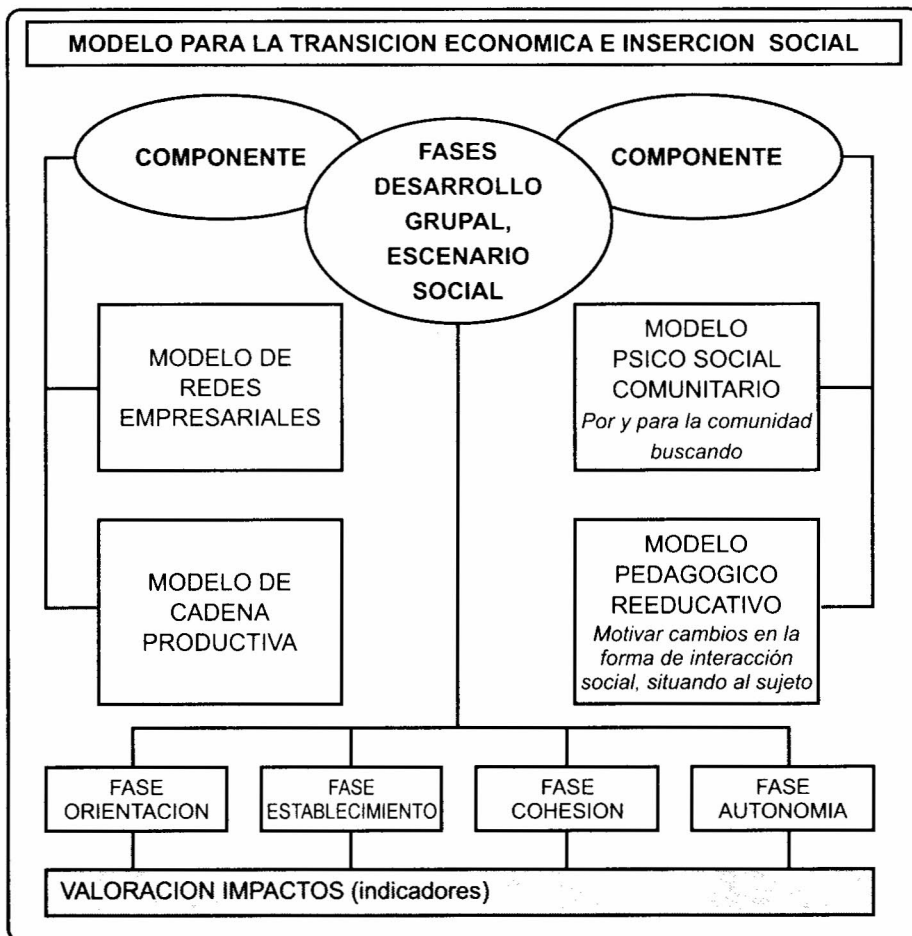 MODELO PARA LA TRANSICION ECONOMICA E INSERCION SOCIAL
COMPONENTE
FASES
DESARROLLO
GRUPAL,
ESCENARIO
SOCIAL
COMPONENTE
MODELO DE
REDES
EMPRESARIALES
MODELO
PSICO SOCIAL
COMUNITARIO
Por y para la comunidad
buscando
MODELO DE
CADENA
PRODUCTIVA
MODELO
PEDAGOGICO
REEDUCATIVO
Motivar cambios en la
forma de interacción
social, situando al sujeto
FASE
ORIENTACION
FASE
ESTABLECIMIENTO
FASE
COHESION
FASE
AUTONOMIA
VALORACION IMPACTOS (indicadores)